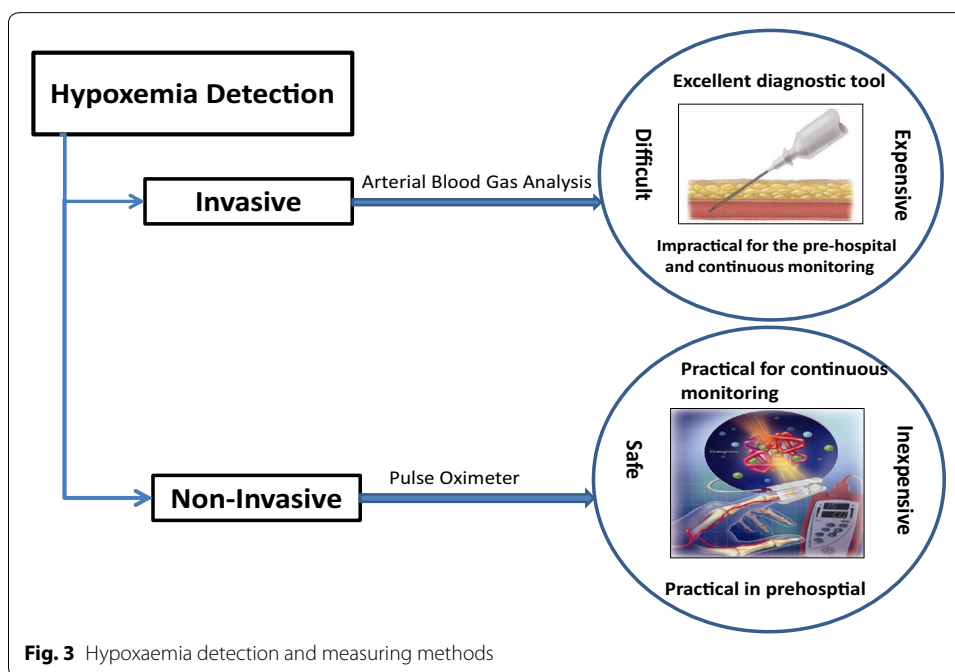 Hypoxemia Detection
Invasive
Arterial Blood Gas Analysis
Excellent diagnostic tool
Difficult
Expensive
Impractical for the pre-hospital
and continuous monitoring
Non-Invasive
Pulse Oximeter
Practical for continuous
monitoring
Safe
Inexpensive
Practical in prehosptial
Fig. 3 Hypoxaemia detection and measuring methods